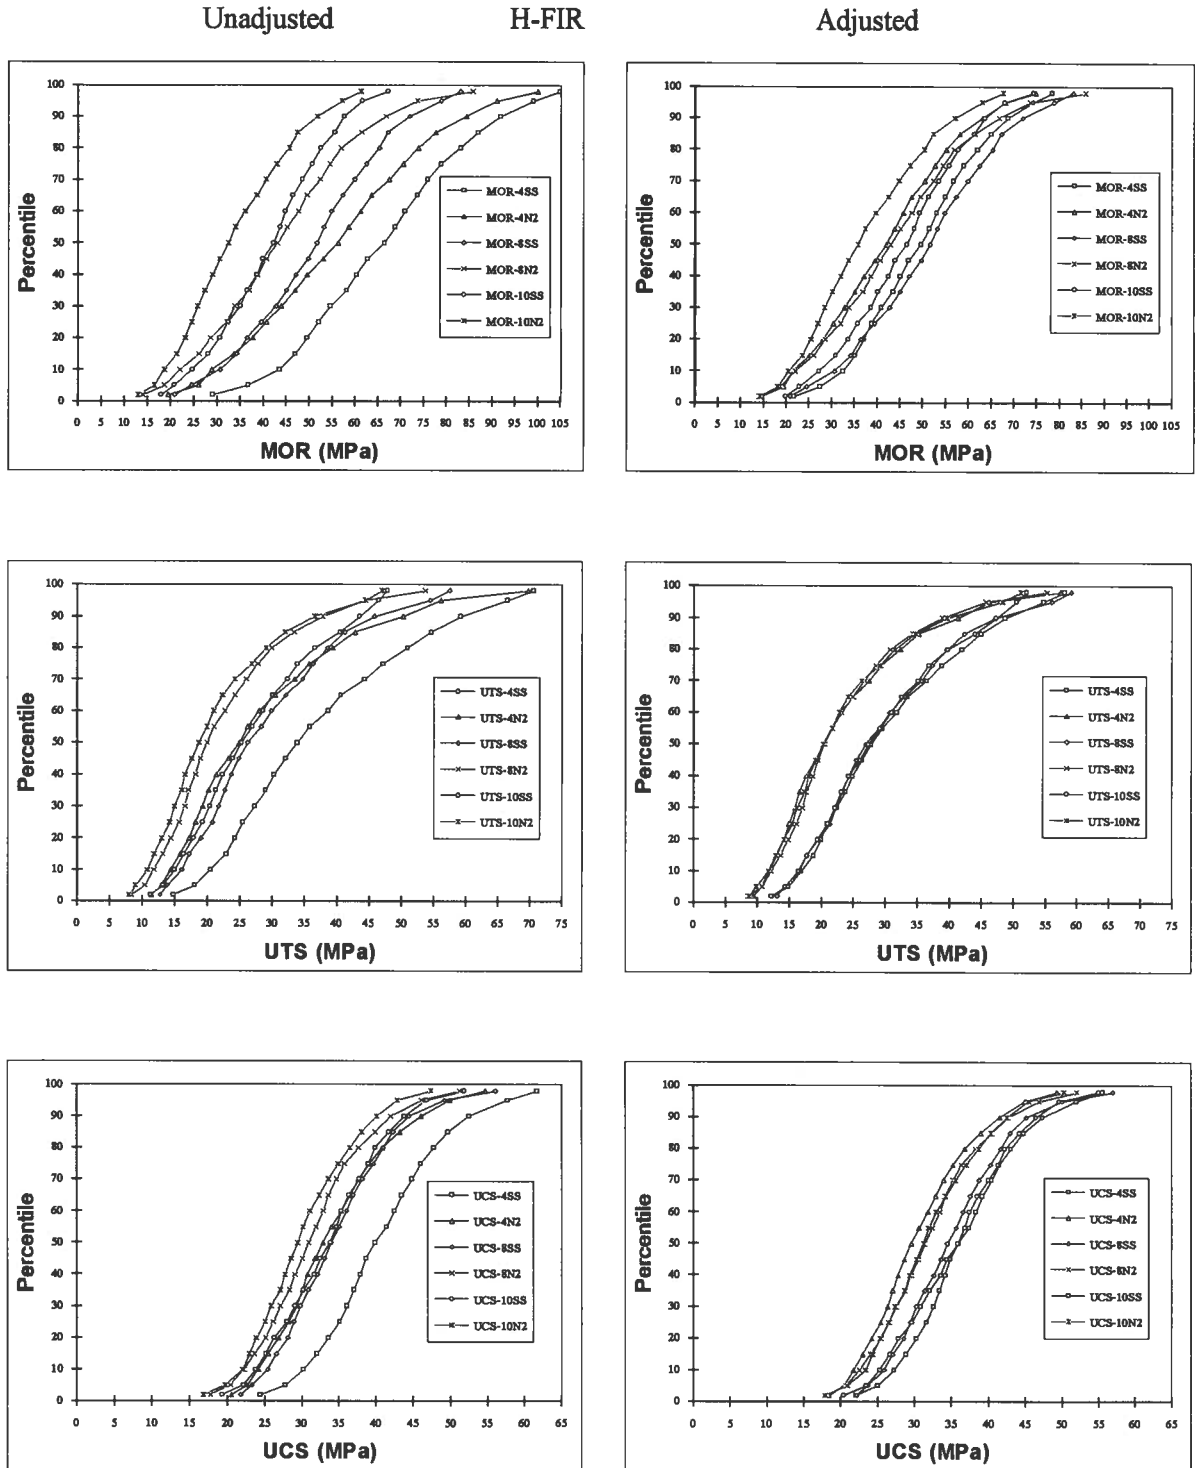 Unadjusted H-FIR Adjusted
100
90
80
70
60
50
40
30
20
10
0
Percentile
0 5 10 15 20 25 30 35 40 45 50 55 60 65 70 75 80 85 90 95 100 105
MOR (MPa)
MOR-4SS
MOR-4N2
MOR-8SS
MOR-8N2
MOR-10SS
MOR-10N2
100
90
80
70
60
50
40
30
20
10
0
Percentile
0 5 10 15 20 25 30 35 40 45 50 55 60 65 70 75 80 85 90 95 100 105
MOR (MPa)
MOR-4SS
MOR-4N2
MOR-8SS
MOR-8N2
MOR-10SS
MOR-10N2
100
90
80
70
60
50
40
30
20
10
0
Percentile
0 5 10 15 20 25 30 35 40 45 50 55 60 65 70 75
UTS (MPa)
UTS-4SS
UTS-4N2
UTS-8SS
UTS-8N2
UTS-10SS
UTS-10N2
100
90
80
70
60
50
40
30
20
10
0
Percentile
0 5 10 15 20 25 30 35 40 45 50 55 60 65 70 75
UTS (MPa)
UTS-4SS
UTS-4N2
UTS-8SS
UTS-8N2
UTS-10SS
UTS-10N2
100
90
80
70
60
50
40
30
20
10
0
Percentile
0 5 10 15 20 25 30 35 40 45 50 55 60 65
UCS (MPa)
UCS-4SS
UCS-4N2
UCS-8SS
UCS-8N2
UCS-10SS
UCS-10N2
100
90
80
70
60
50
40
30
20
10
0
Percentile
0 5 10 15 20 25 30 35 40 45 50 55 60 65
UCS (MPa)
UCS-4SS
UCS-4N2
UCS-8SS
UCS-8N2
UCS-10SS
UCS-10N2